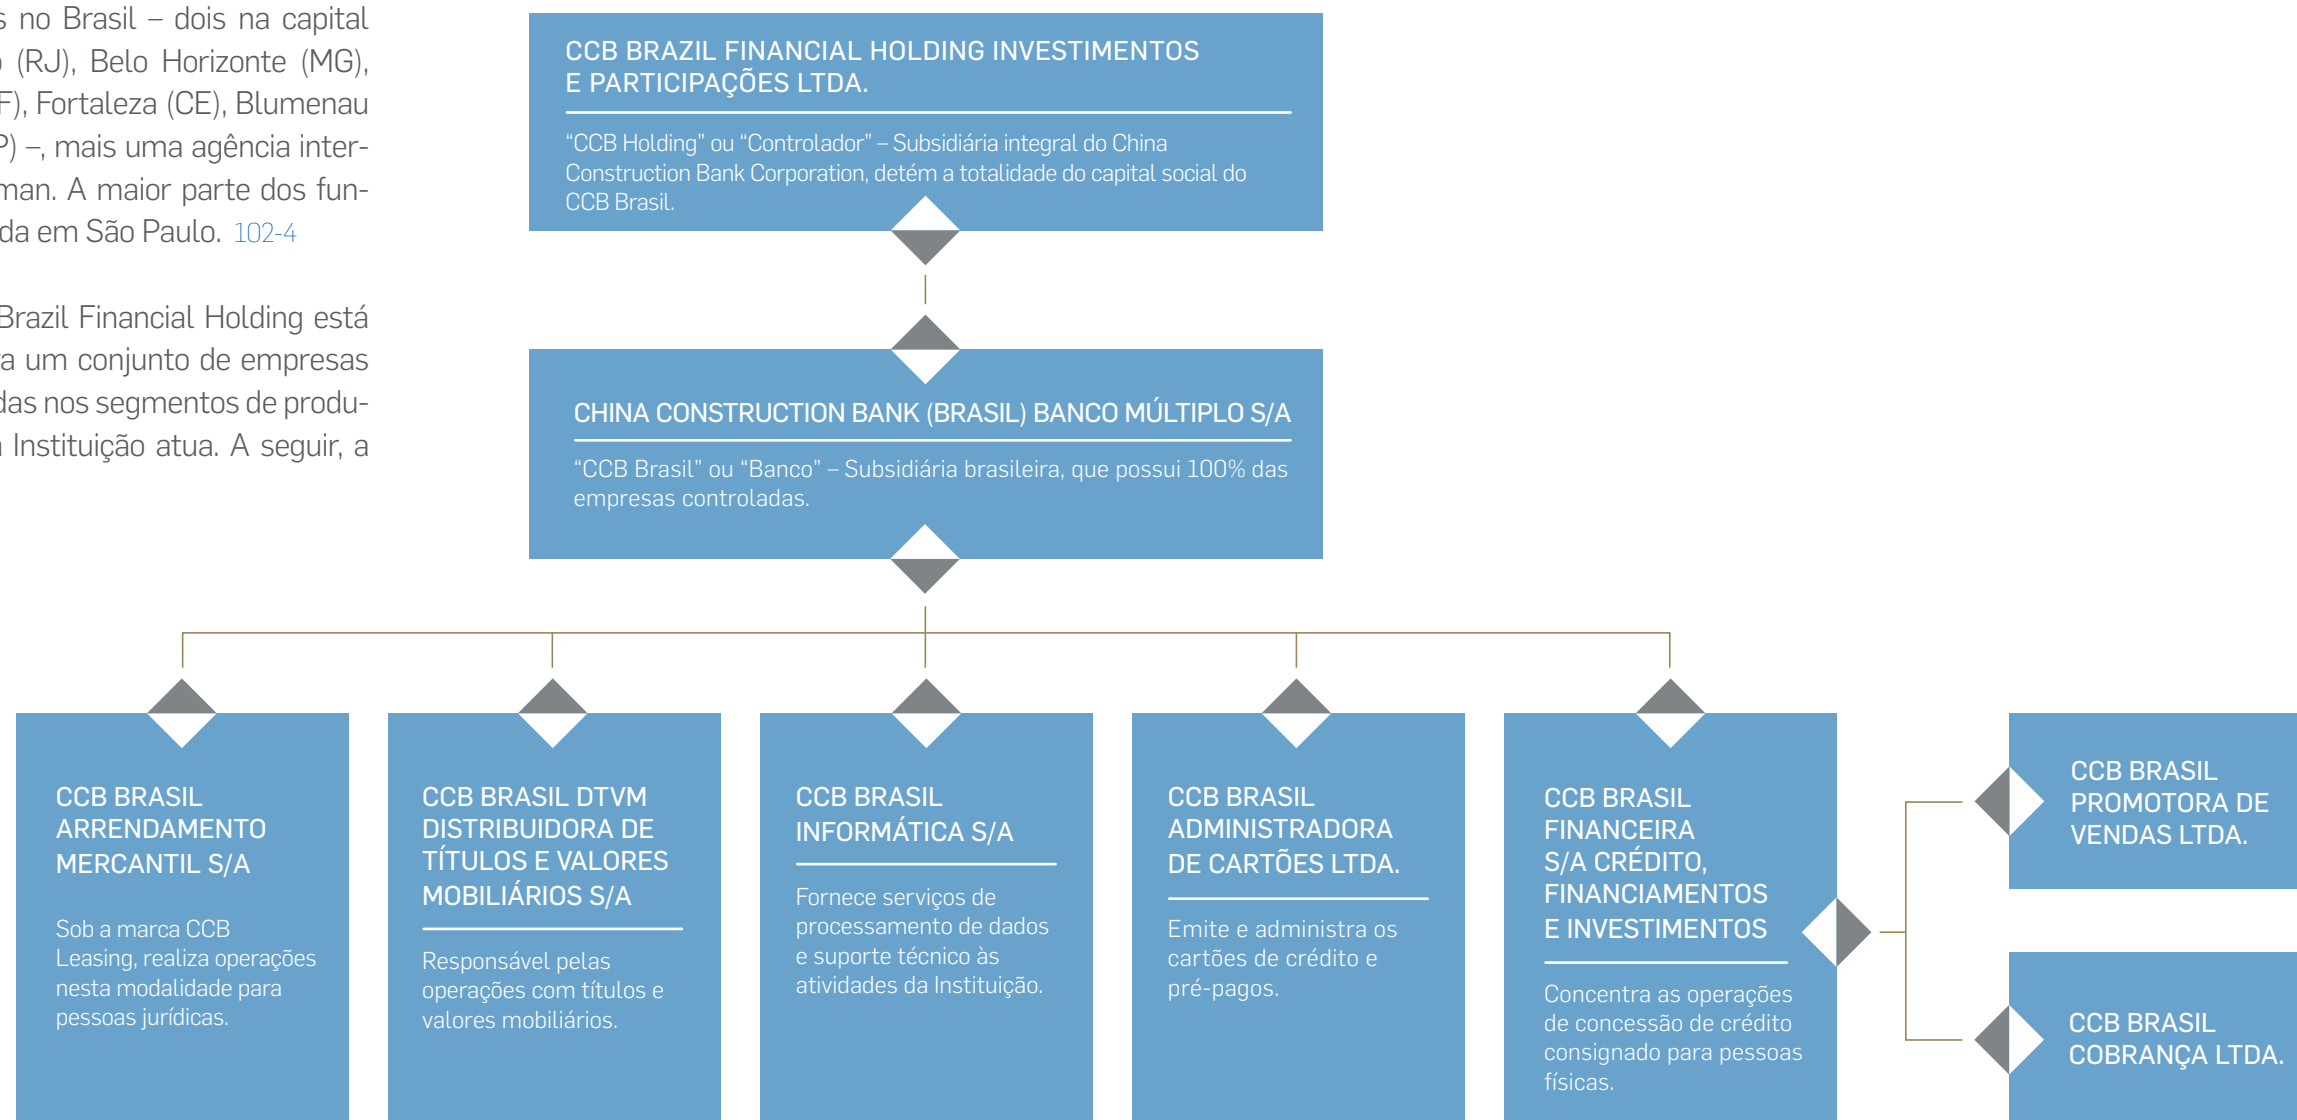 s no Brasil – dois na capital
(RJ), Belo Horizonte (MG),
F), Fortaleza (CE), Blumenau
P) –, mais uma agência inter-
man. A maior parte dos fun-
da em São Paulo. 102-4
Brazil Financial Holding está
a um conjunto de empresas
das nos segmentos de produ-
Instituição atua. A seguir, a
CCB BRAZIL FINANCIAL HOLDING INVESTIMENTOS
E PARTICIPAÇÕES LTDA.
“CCB Holding” ou “Controlador” – Subsidiária integral do China
Construction Bank Corporation, detém a totalidade do capital social do
CCB Brasil.
CHINA CONSTRUCTION BANK (BRASIL) BANCO MÚLTIPLO S/A
“CCB Brasil” ou “Banco” – Subsidiária brasileira, que possui 100% das
empresas controladas.
CCB BRASIL
ARRENDAMENTO
MERCANTIL S/A
Sob a marca CCB
Leasing, realiza operações
nesta modalidade para
pessoas jurídicas.
CCB BRASIL DTVM
DISTRIBUIDORA DE
TÍTULOS E VALORES
MOBILIÁRIOS S/A
Responsável pelas
operações com títulos e
valores mobiliários.
CCB BRASIL
INFORMÁTICA S/A
Fornece serviços de
processamento de dados
e suporte técnico às
atividades da Instituição.
CCB BRASIL
ADMINISTRADORA
DE CARTÕES LTDA.
Emite e administra os
cartões de crédito e
pré-pagos.
CCB BRASIL
FINANCEIRA
S/A CRÉDITO,
FINANCIAMENTOS
E INVESTIMENTOS
Concentra as operações
de concessão de crédito
consignado para pessoas
físicas.
CCB BRASIL
PROMOTORA DE
VENDAS LTDA.
CCB BRASIL
COBRANÇA LTDA.